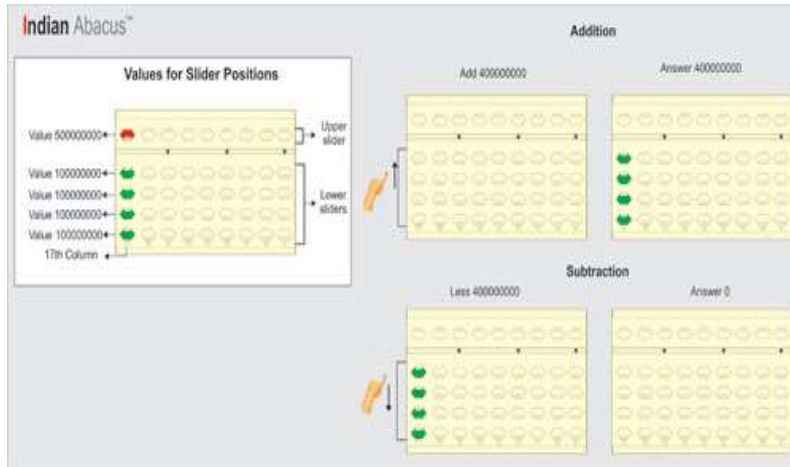 Indian Abacus™
Values for Slider Positions
Value 500000000
Upper
slider
Value 100000000
Value 100000000
Value 100000000
Value 100000000
Lower
sliders
17th Column
Addition
Add 400000000
Answer 400000000
Subtraction
Less 400000000
Answer 0